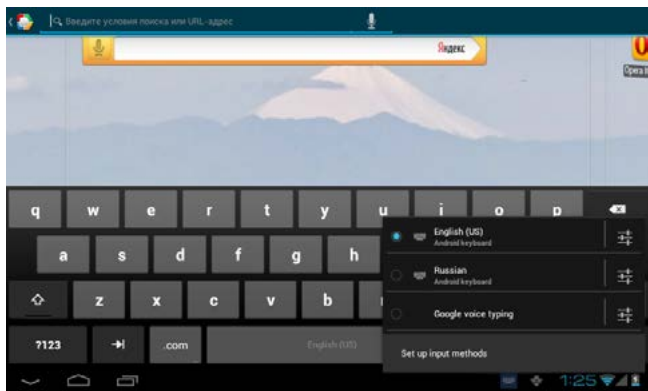 Введите условия поиска или URL-адрес
Яндекс
Opera
q w e r t y u i o p
a s d f g h
z x c v b
?123 .com English (US)
English (US)
Android keyboard
Russian
Android keyboard
Google voice typing
Set up input methods
1:25